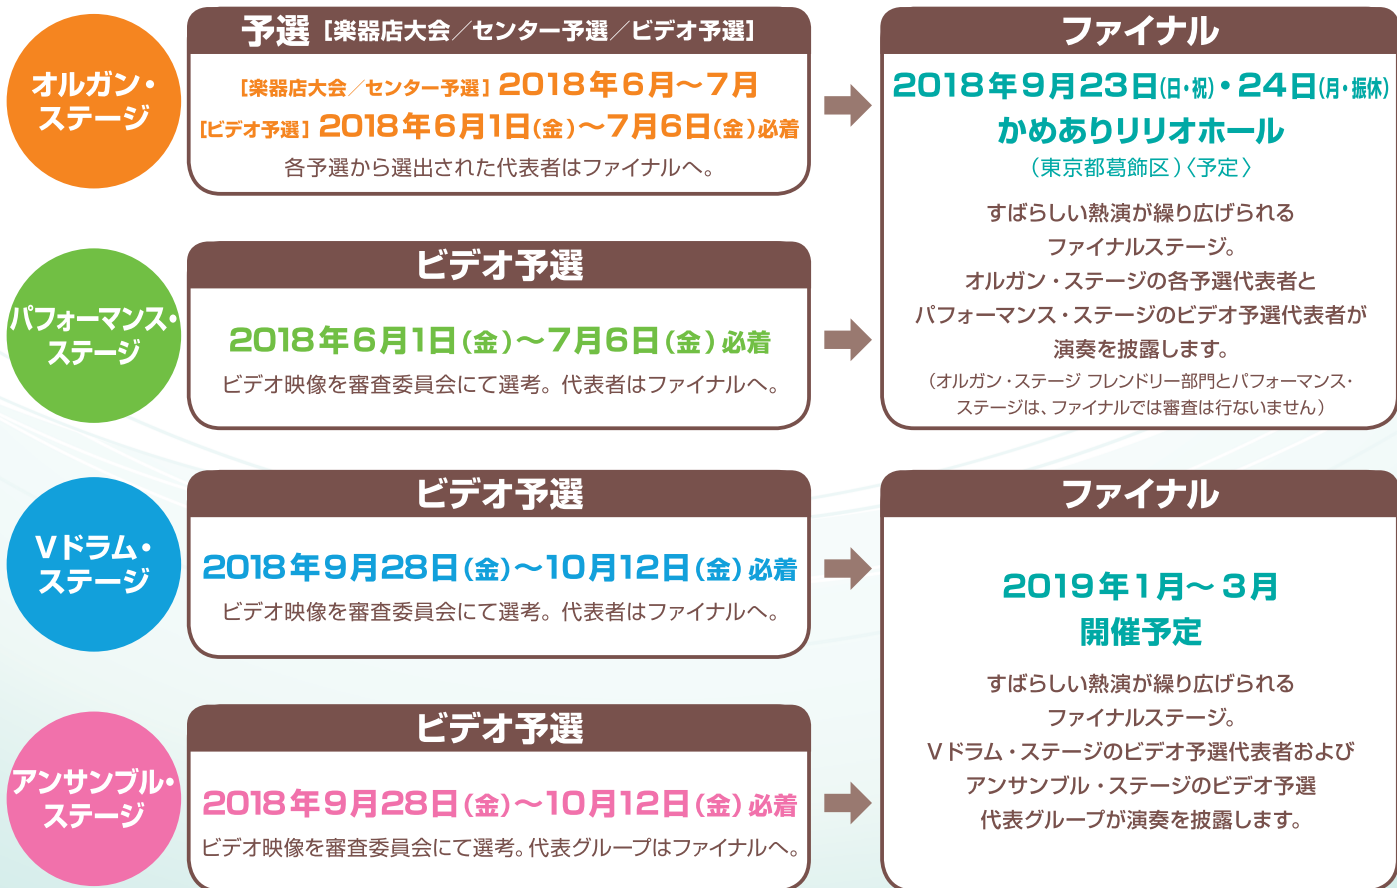 オルガン・
ステージ
予選 [楽器店大会／センター予選／ビデオ予選]
[楽器店大会／センター予選] 2018年6月〜7月
[ビデオ予選] 2018年6月1日(金)〜7月6日(金)必着
各予選から選出された代表者はファイナルへ。
パフォーマンス・
ステージ
ビデオ予選
2018年6月1日(金)〜7月6日(金)必着
ビデオ映像を審査委員会にて選考。代表者はファイナルへ。
ファイナル
2018年9月23日(日・祝)・24日(月・振休)
かめありリリオホール
(東京都葛飾区)〈予定〉
すばらしい熱演が繰り広げられる
ファイナルステージ。
オルガン・ステージの各予選代表者と
パフォーマンス・ステージのビデオ予選代表者が
演奏を披露します。
(オルガン・ステージ フレンドリー部門とパフォーマンス・
ステージは、ファイナルでは審査は行ないません)
Vドラム・
ステージ
ビデオ予選
2018年9月28日(金)〜10月12日(金)必着
ビデオ映像を審査委員会にて選考。代表者はファイナルへ。
アンサンブル・
ステージ
ビデオ予選
2018年9月28日(金)〜10月12日(金)必着
ビデオ映像を審査委員会にて選考。代表グループはファイナルへ。
ファイナル
2019年1月〜3月
開催予定
すばらしい熱演が繰り広げられる
ファイナルステージ。
Vドラム・ステージのビデオ予選代表者および
アンサンブル・ステージのビデオ予選
代表グループが演奏を披露します。